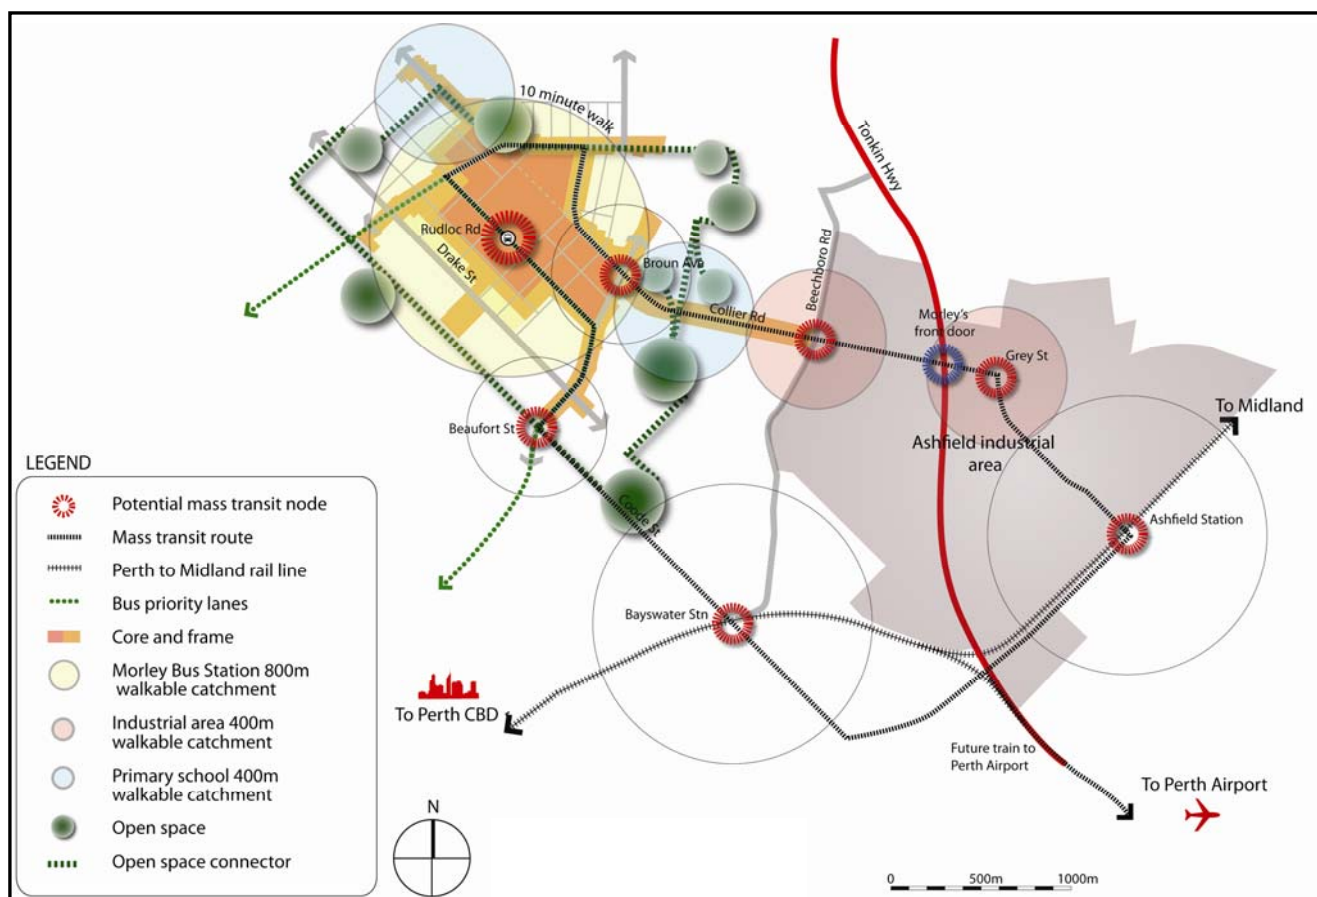 10 minute walk
Tonkin Hwy
Rudloc Rd
Drake St
Broun Ave
Beechboro Rd
Collier Rd
Morley's
front door
Grey St
To Midland
Beaufort St
Ashfield industrial
area
Coode St
Ashfield Station
Bayswater Stn
To Perth CBD
Future train to
Perth Airport
To Perth Airport
LEGEND
Potential mass transit node
Mass transit route
Perth to Midland rail line
Bus priority lanes
Core and frame
Morley Bus Station 800m
walkable catchment
Industrial area 400m
walkable catchment
Primary school 400m
walkable catchment
Open space
Open space connector
N
0 500m 1000m